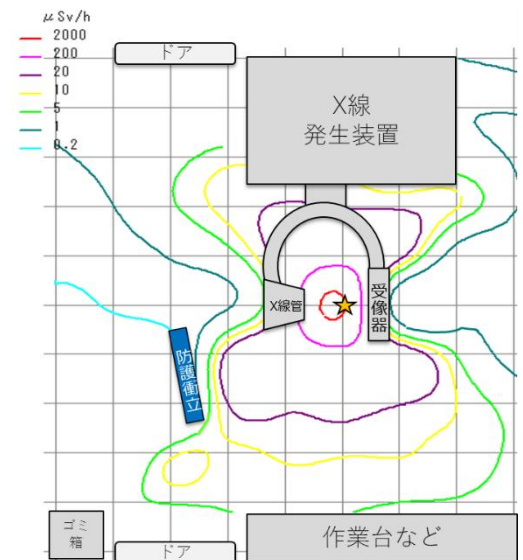 μSv/h
2000
200
20
10
5
1
0.2
ドア
X線
発生装置
X線管
受像器
防護衝立
ゴミ
箱
ドア
作業台など